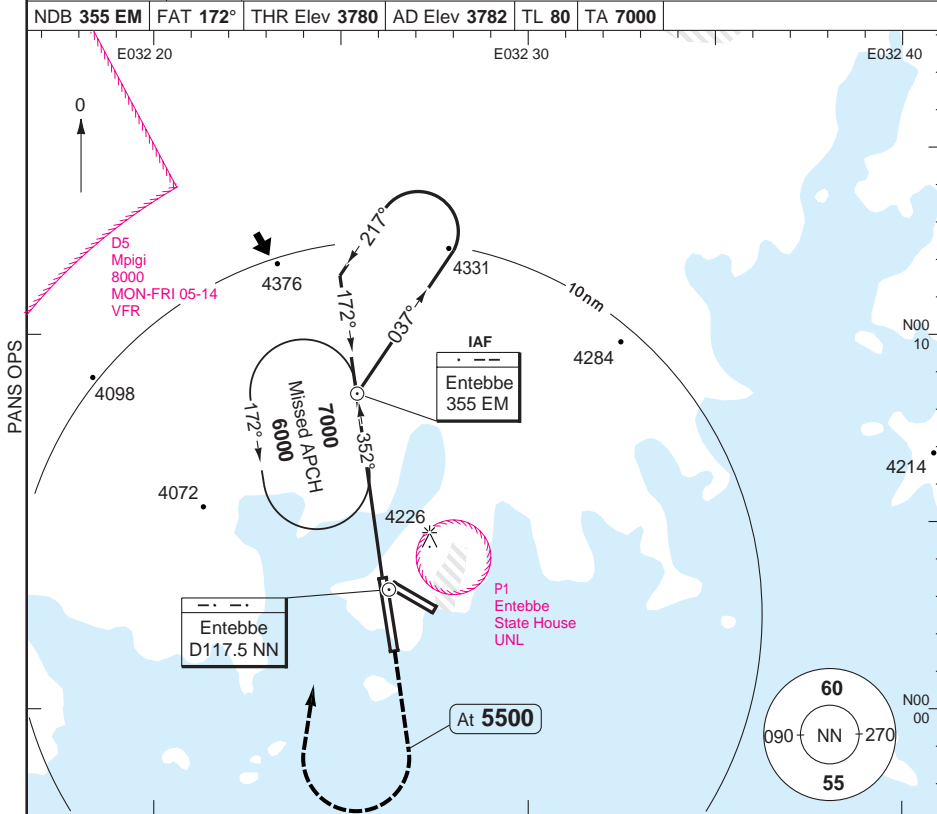 NDB 355 EM FAT 172° THR Elev 3780 AD Elev 3782 TL 80 TA 7000
E032 20
E032 30
E032 40
0
217°
D5
Mpigi
8000
MON-FRI 05-14
VFR
4376
4331
10nm
172°
037°
N00
10
PANS OPS
IAF
· – –
Entebbe
355 EM
4284
4098
7000
6000
Missed APCH
172°
352°
4214
4072
4226
– · – ·
Entebbe
D117.5 NN
P1
Entebbe
State House
UNL
At 5500
60
090
NN
270
55
N00
00